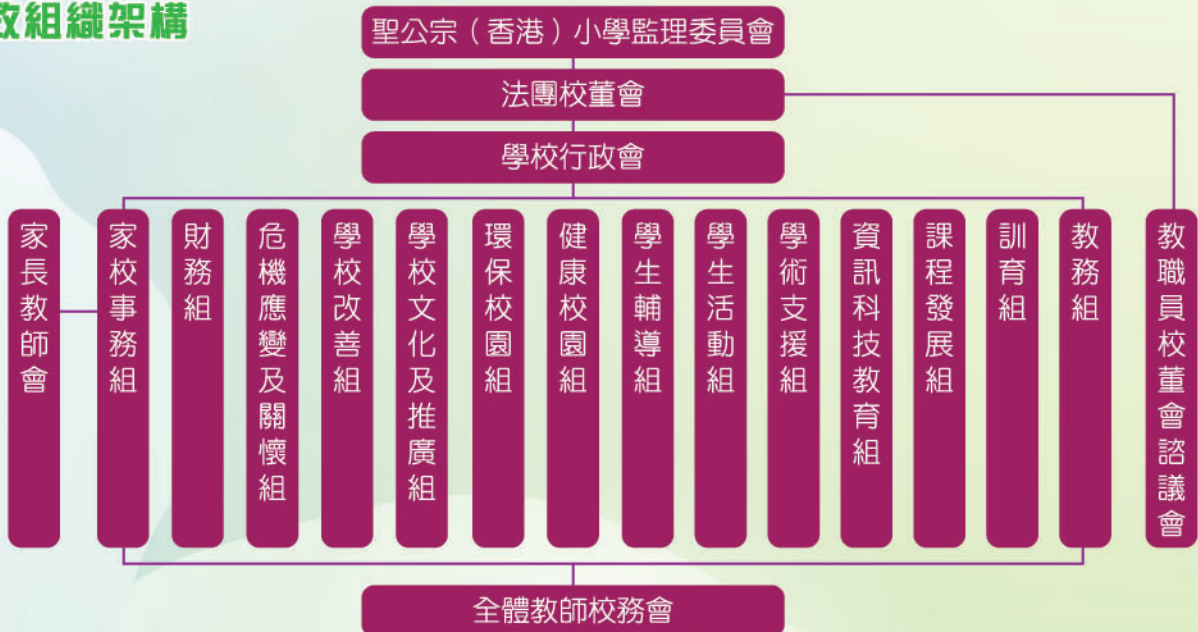 政組織架構
聖公宗（香港）小學監理委員會
法團校董會
學校行政會
家長教師會
家校事務組
財務組
危機應變及關懷組
學校改善組
學校文化及推廣組
環保校園組
健康校園組
學生輔導組
學生活動組
學術支援組
資訊科技教育組
課程發展組
訓育組
教務組
教職員校董會諮議會
全體教師校務會